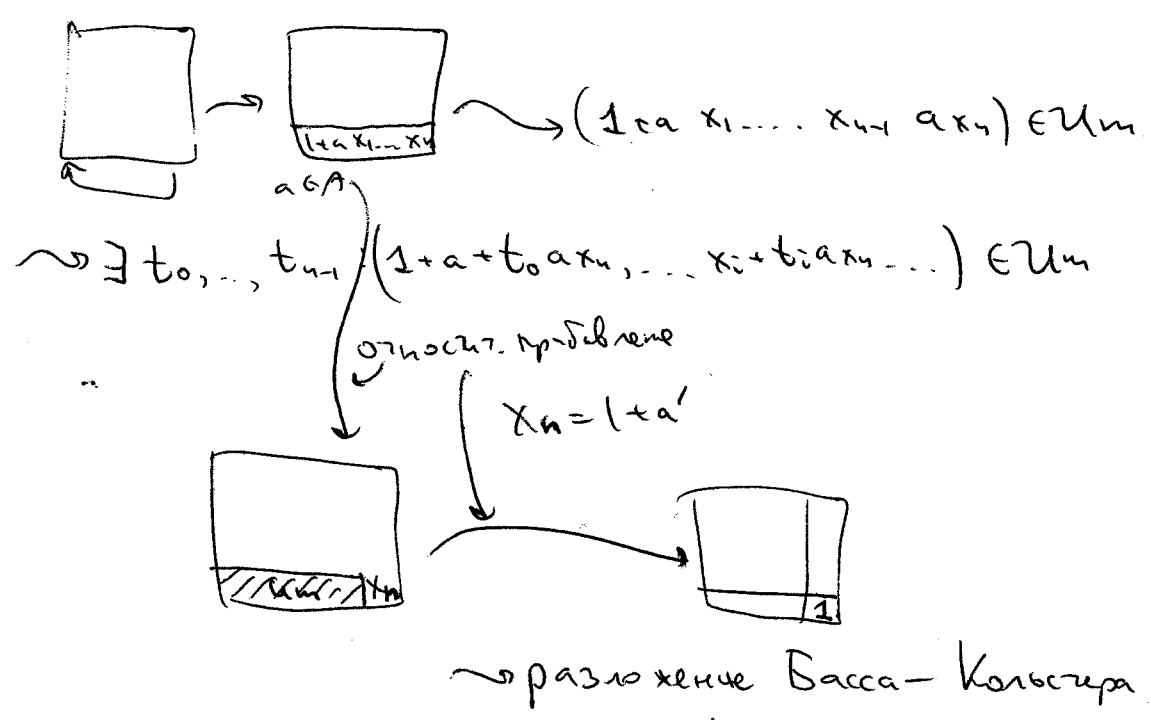 1+a x₁... xₙ
(1+a x₁.... xₙ₋₁ axₙ) ∈ Um
a ∈ A
∃ t₀,.., tₙ₋₁ (1+a+t₀axₙ,... xᵢ+tᵢaxₙ...) ∈ Um
относит.
xₙ = 1+a'
xₙ
1
разложение Басса – Кольстера